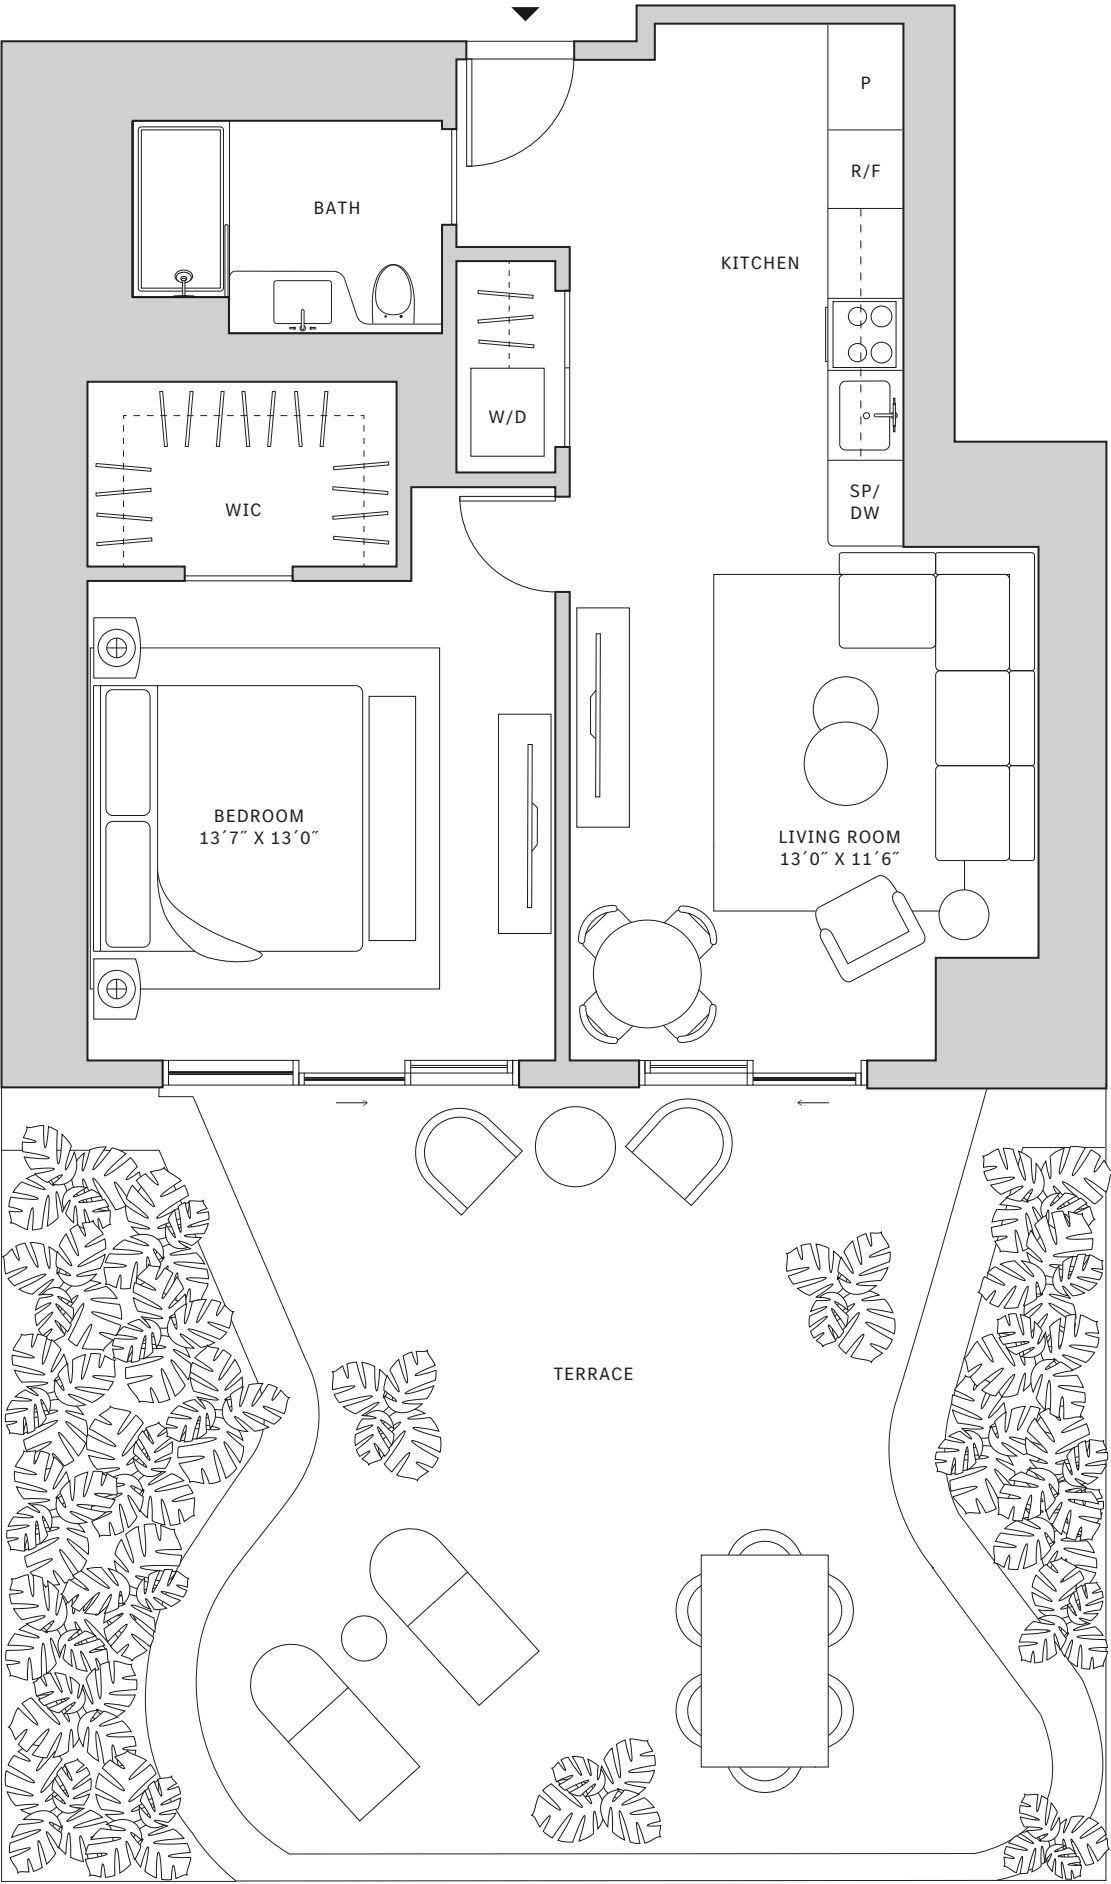 P
R/F
BATH
KITCHEN
W/D
SP/
DW
WIC
BEDROOM
13´7˝ X 13´0˝
LIVING ROOM
13´0˝ X 11´6˝
TERRACE